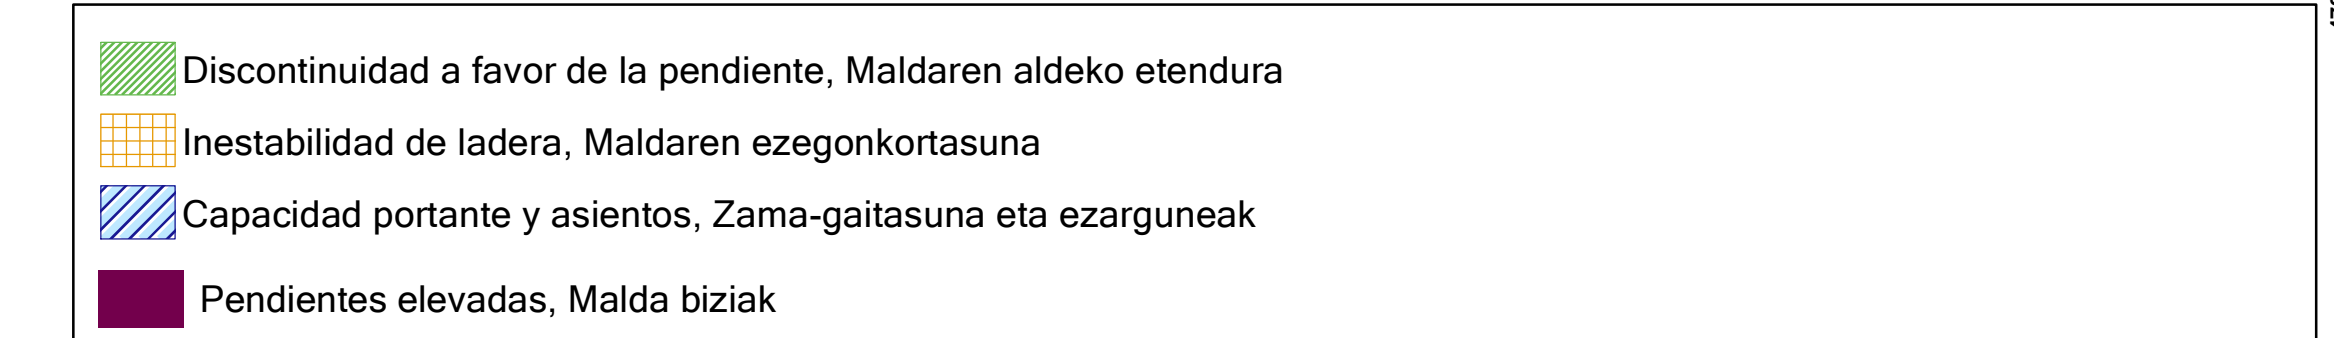 Discontinuidad a favor de la pendiente, Maldaren aldeko etendura
Inestabilidad de ladera, Maldaren ezegonkortasuna
Capacidad portante y asientos, Zama-gaitasuna eta ezarguneak
Pendientes elevadas, Malda biziak